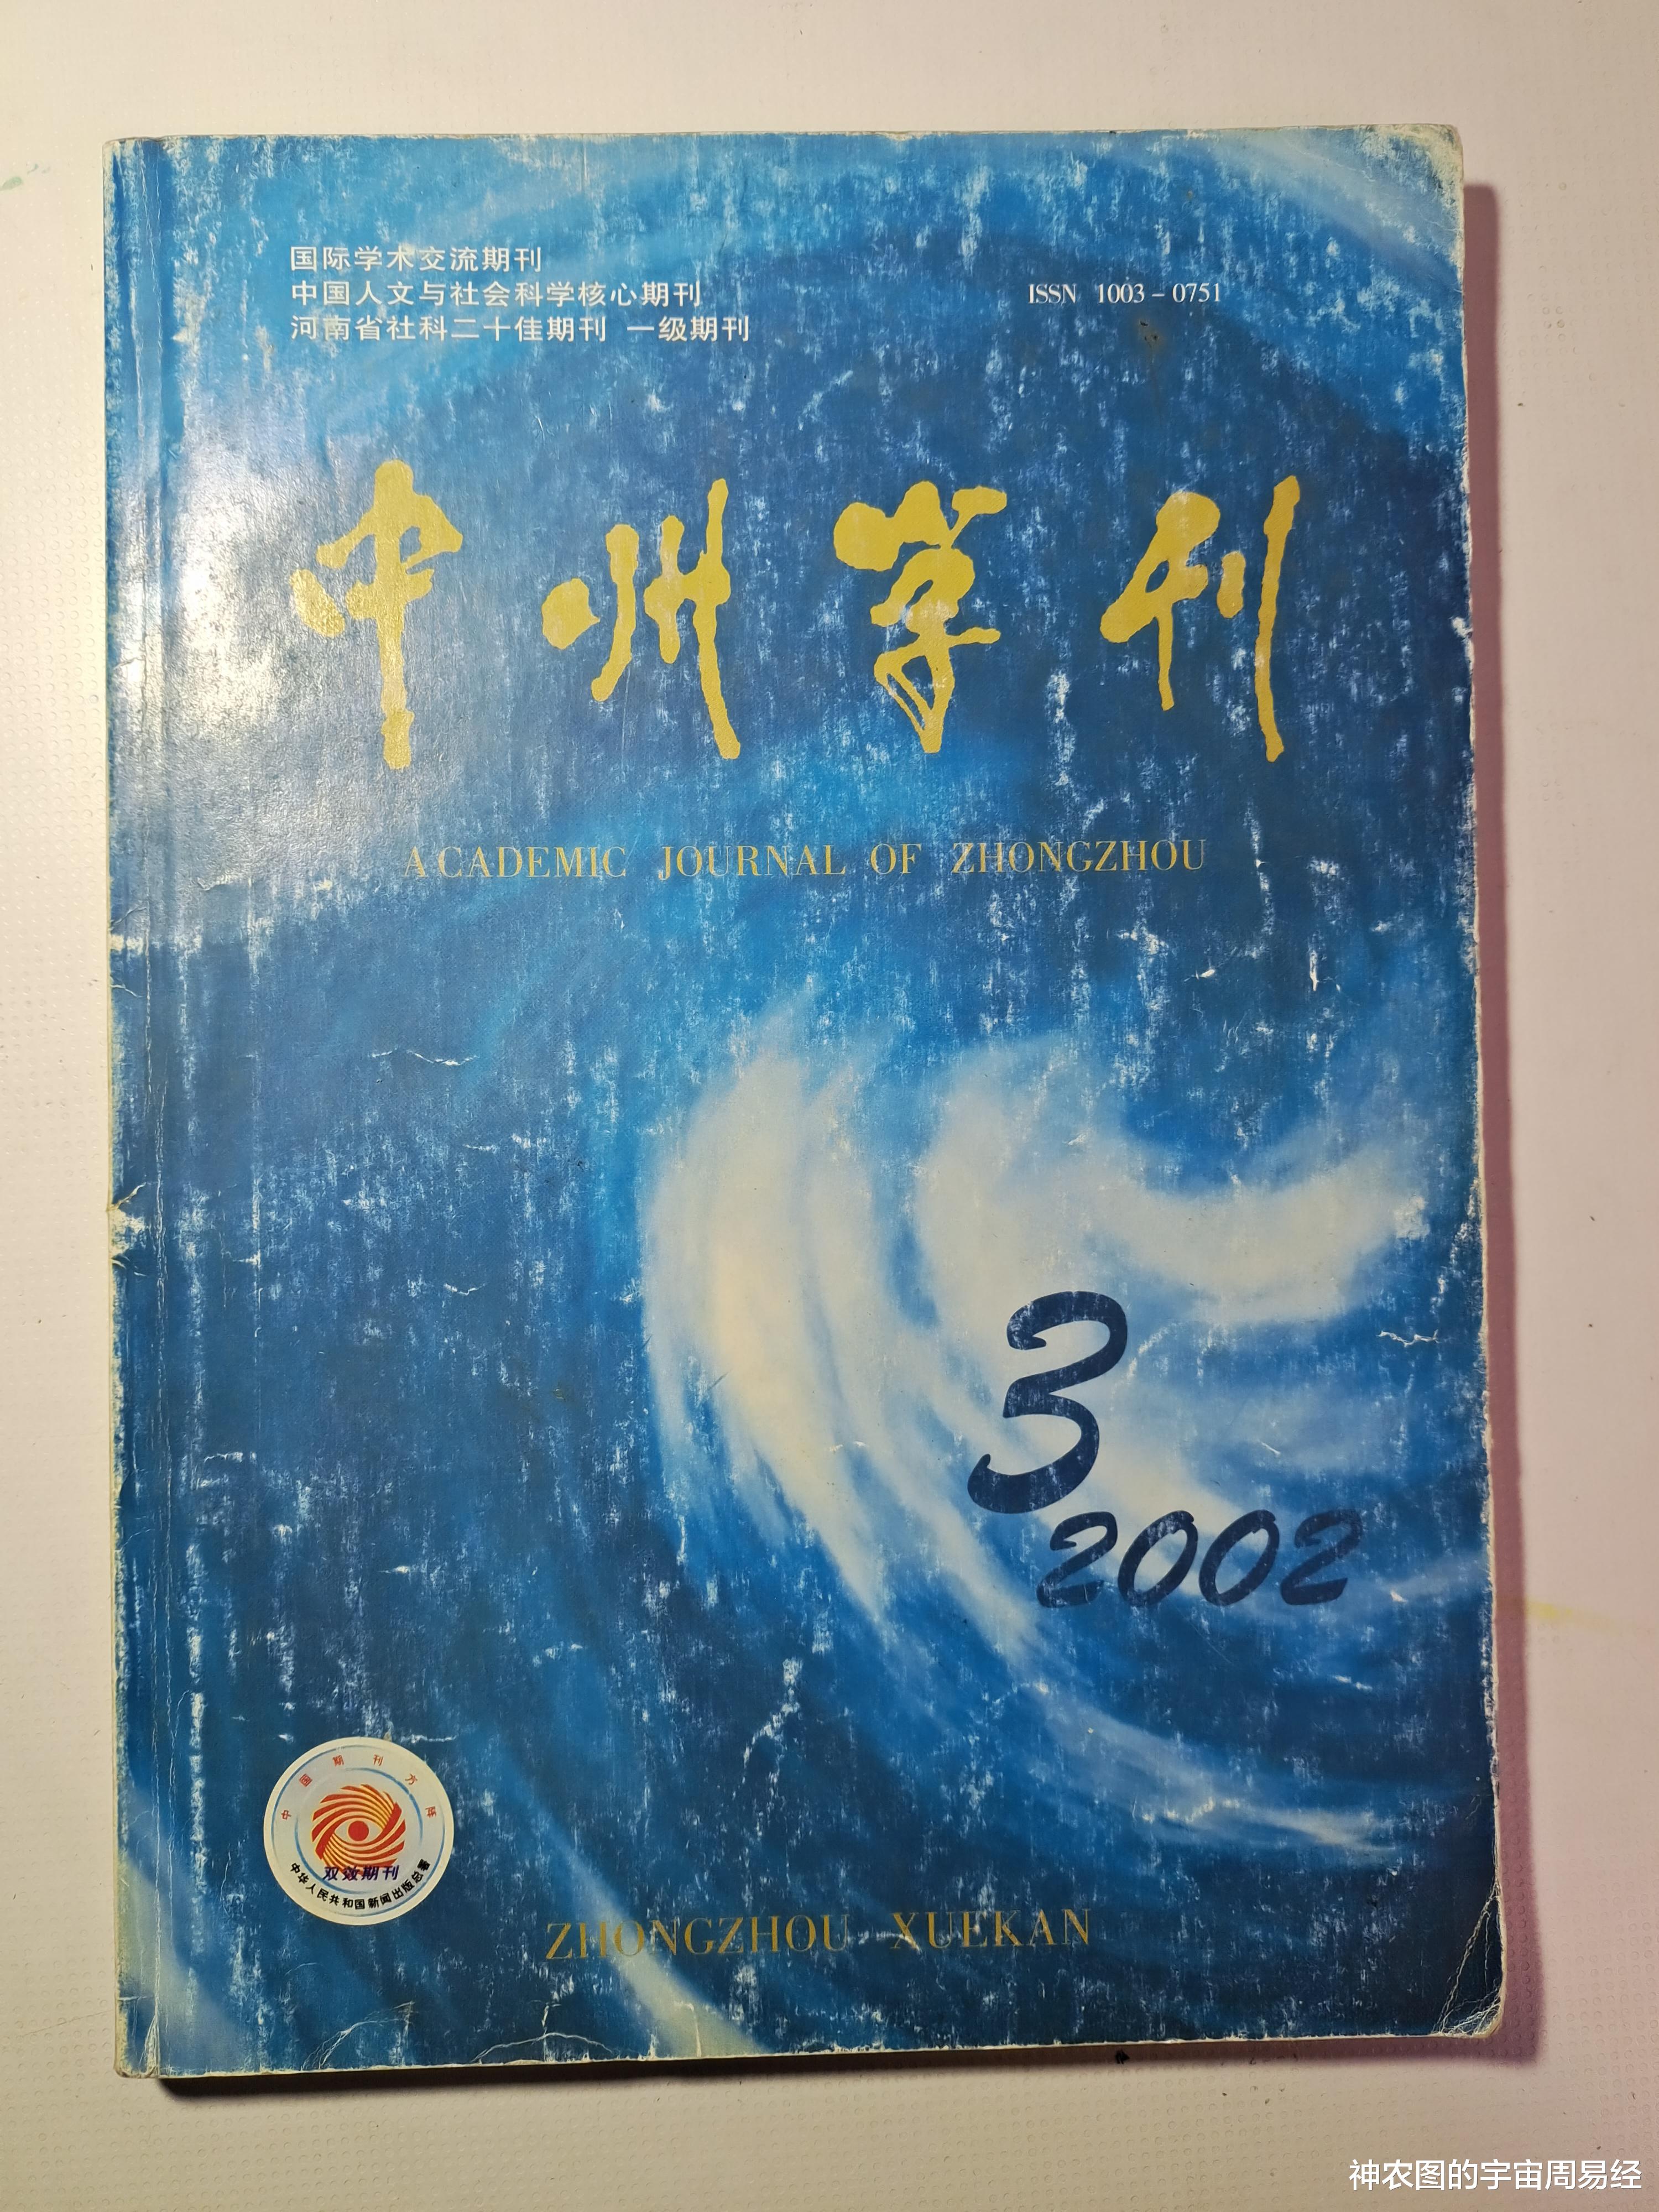 国际学术交流期刊
中国人文与社会科学核心期刊
河南省社科二十佳期刊 一级期刊
ISSN 1003-0751
中州学刊
ACADEMIC JOURNAL OF ZHONGZHOU
3
2002
中国期刊方阵
双效期刊
中华人民共和国新闻出版总署
ZHONGZHOU XUEKAN
神农图的宇宙周易经